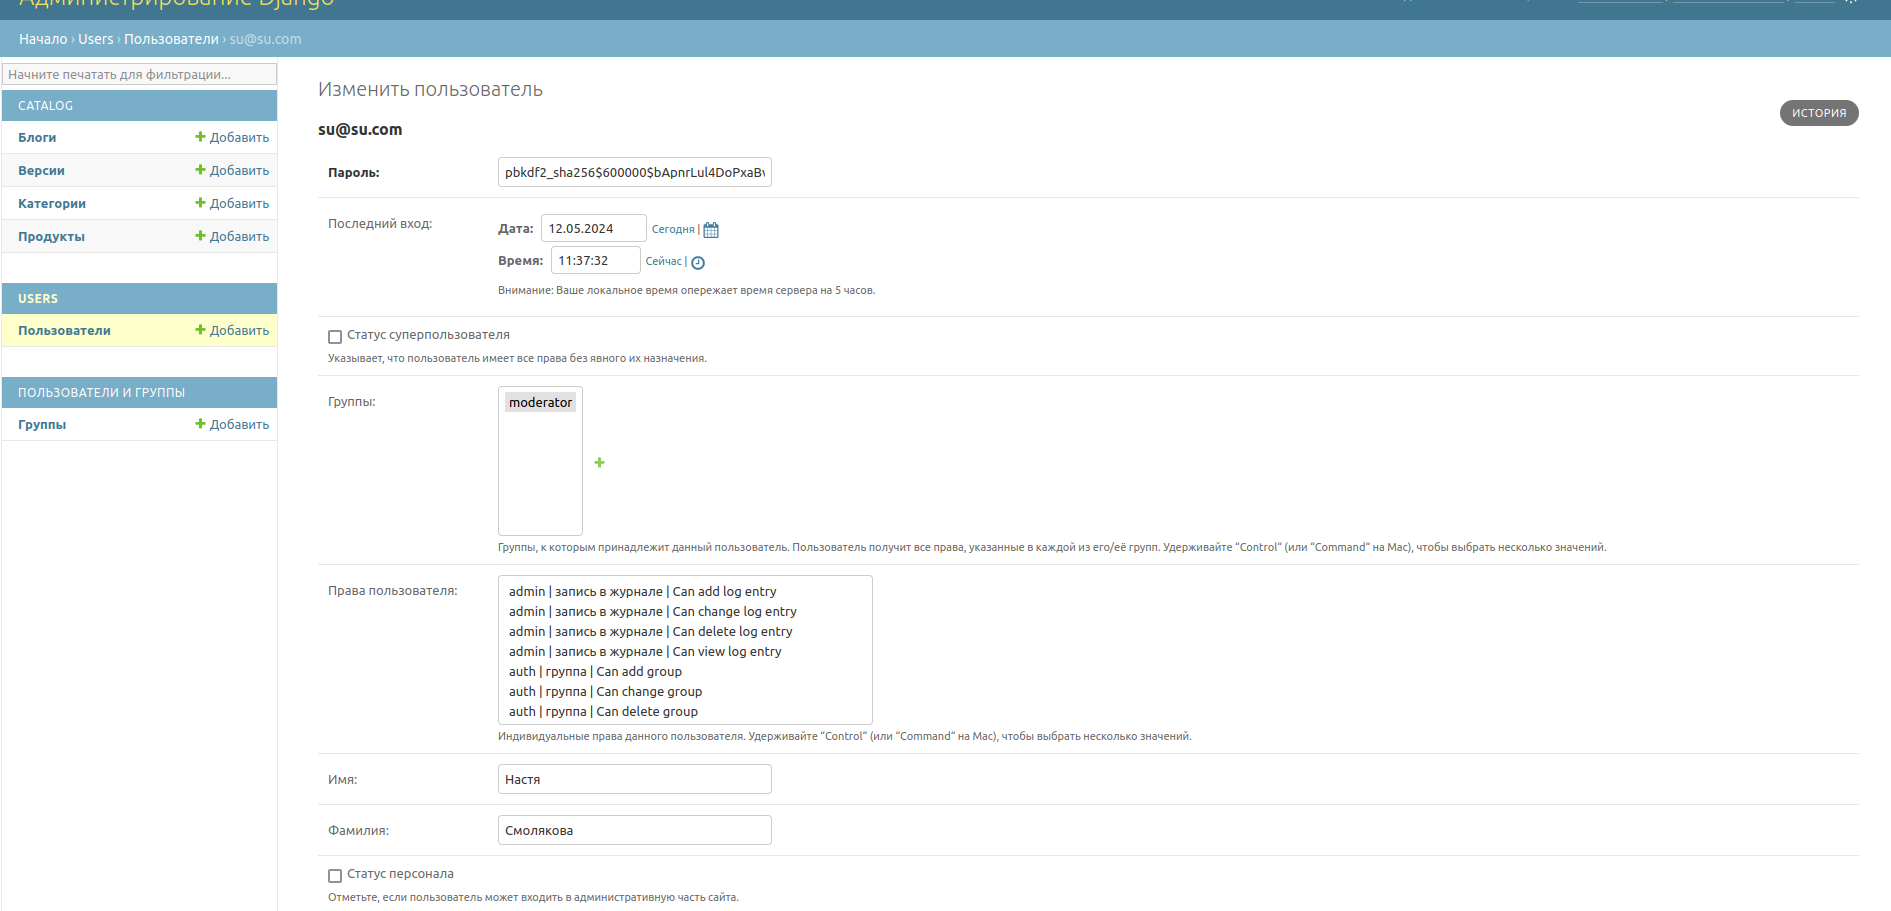 Администрирование Django
Начало › Users › Пользователи › su@su.com
Начните печатать для фильтрации...
CATALOG
Блоги Добавить
Версии Добавить
Категории Добавить
Продукты Добавить
USERS
Пользователи Добавить
ПОЛЬЗОВАТЕЛИ И ГРУППЫ
Группы Добавить
Изменить пользователь
ИСТОРИЯ
su@su.com
Пароль: pbkdf2_sha256$600000$bApnrLul4DoPxaBv
Последний вход:
Дата: 12.05.2024 Сегодня |
Время: 11:37:32 Сейчас |
Внимание: Ваше локальное время опережает время сервера на 5 часов.
Статус суперпользователя
Указывает, что пользователь имеет все права без явного их назначения.
Группы: moderator
Группы, к которым принадлежит данный пользователь. Пользователь получит все права, указанные в каждой из его/её групп. Удерживайте “Control“ (или “Command“ на Mac), чтобы выбрать несколько значений.
Права пользователя:
admin | запись в журнале | Can add log entry
admin | запись в журнале | Can change log entry
admin | запись в журнале | Can delete log entry
admin | запись в журнале | Can view log entry
auth | группа | Can add group
auth | группа | Can change group
auth | группа | Can delete group
Индивидуальные права данного пользователя. Удерживайте “Control“ (или “Command“ на Mac), чтобы выбрать несколько значений.
Имя: Настя
Фамилия: Смолякова
Статус персонала
Отметьте, если пользователь может входить в административную часть сайта.